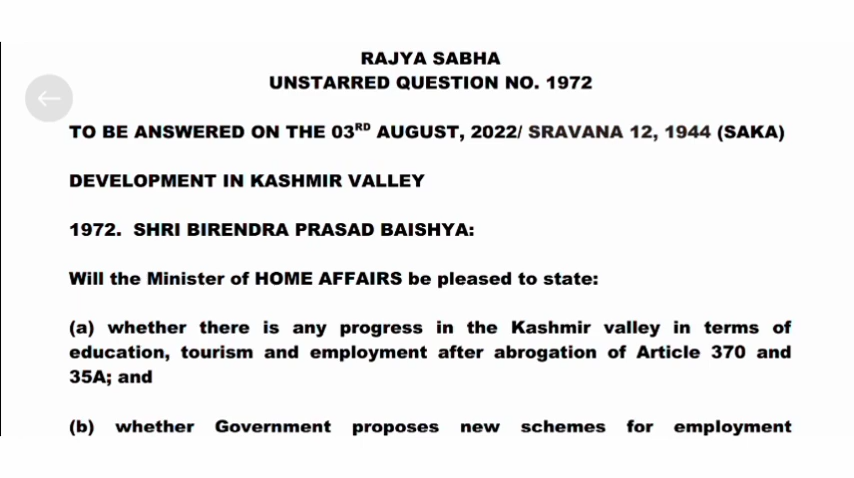 RAJYA SABHA
UNSTARRED QUESTION NO. 1972
TO BE ANSWERED ON THE 03RD AUGUST, 2022/ SRAVANA 12, 1944 (SAKA)
DEVELOPMENT IN KASHMIR VALLEY
1972. SHRI BIRENDRA PRASAD BAISHYA:
Will the Minister of HOME AFFAIRS be pleased to state:
(a) whether there is any progress in the Kashmir valley in terms of
education, tourism and employment after abrogation of Article 370 and
35A; and
(b) whether Government proposes new schemes for employment